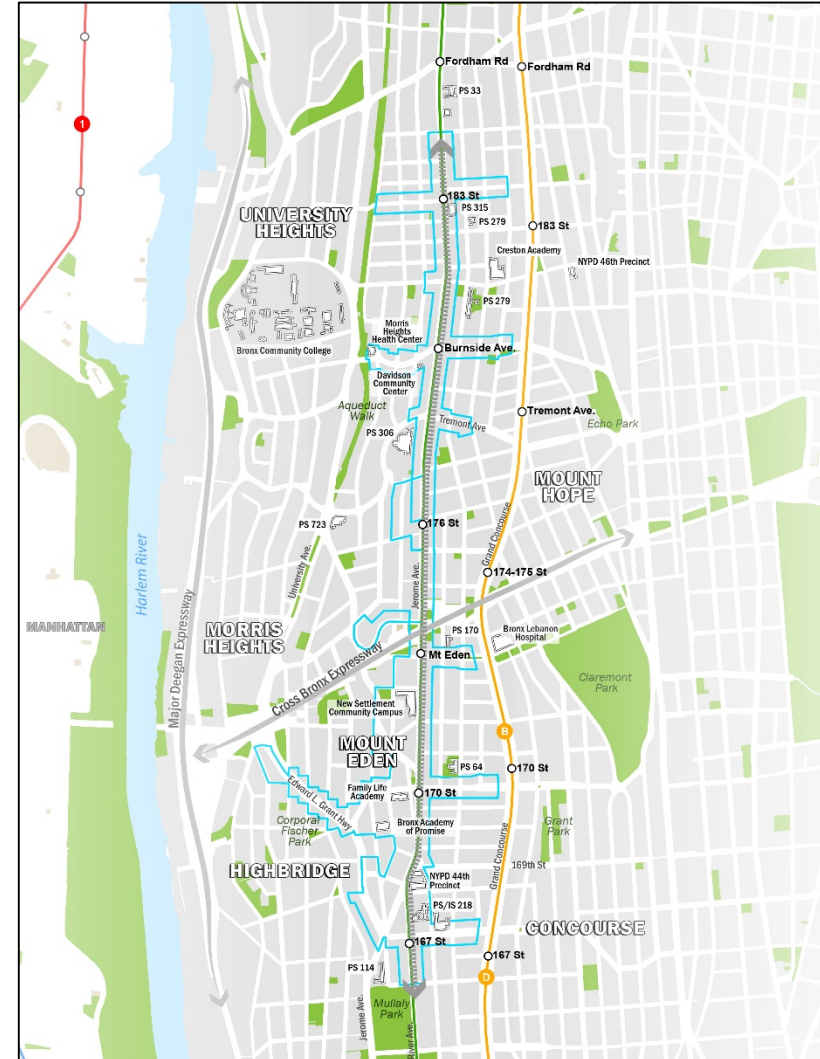 Fordham Rd
Fordham Rd
PS 33
1
183 St
PS 315
UNIVERSITY
HEIGHTS
PS 279
183 St
Creston Academy
NYPD 46th Precinct
PS 279
Morris
Heights
Health Center
Bronx Community College
Burnside Ave.
Davidson
Community
Center
Aqueduct
Walk
Tremont Ave.
Tremont Ave
Echo Park
PS 306
MOUNT
HOPE
PS 723
176 St
Harlem River
University Ave.
Jerome Ave.
Grand Concourse
174-175 St
MANHATTAN
MORRIS
HEIGHTS
PS 170
Bronx Lebanon
Hospital
Mt Eden
Major Deegan Expressway
Cross Bronx Expressway
Claremont
Park
New Settlement
Community Campus
B
MOUNT
EDEN
PS 64
170 St
Family Life
Academy
170 St
Edward L. Grant Hwy
Corporal
Fischer
Park
Bronx Academy
of Promise
Grant
Park
169th St
HIGHBRIDGE
NYPD 44th
Precinct
Grand Concourse
PS/IS 218
CONCOURSE
167 St
167 St
PS 114
D
Mullaly
Park
Jerome Ave.
River Ave.